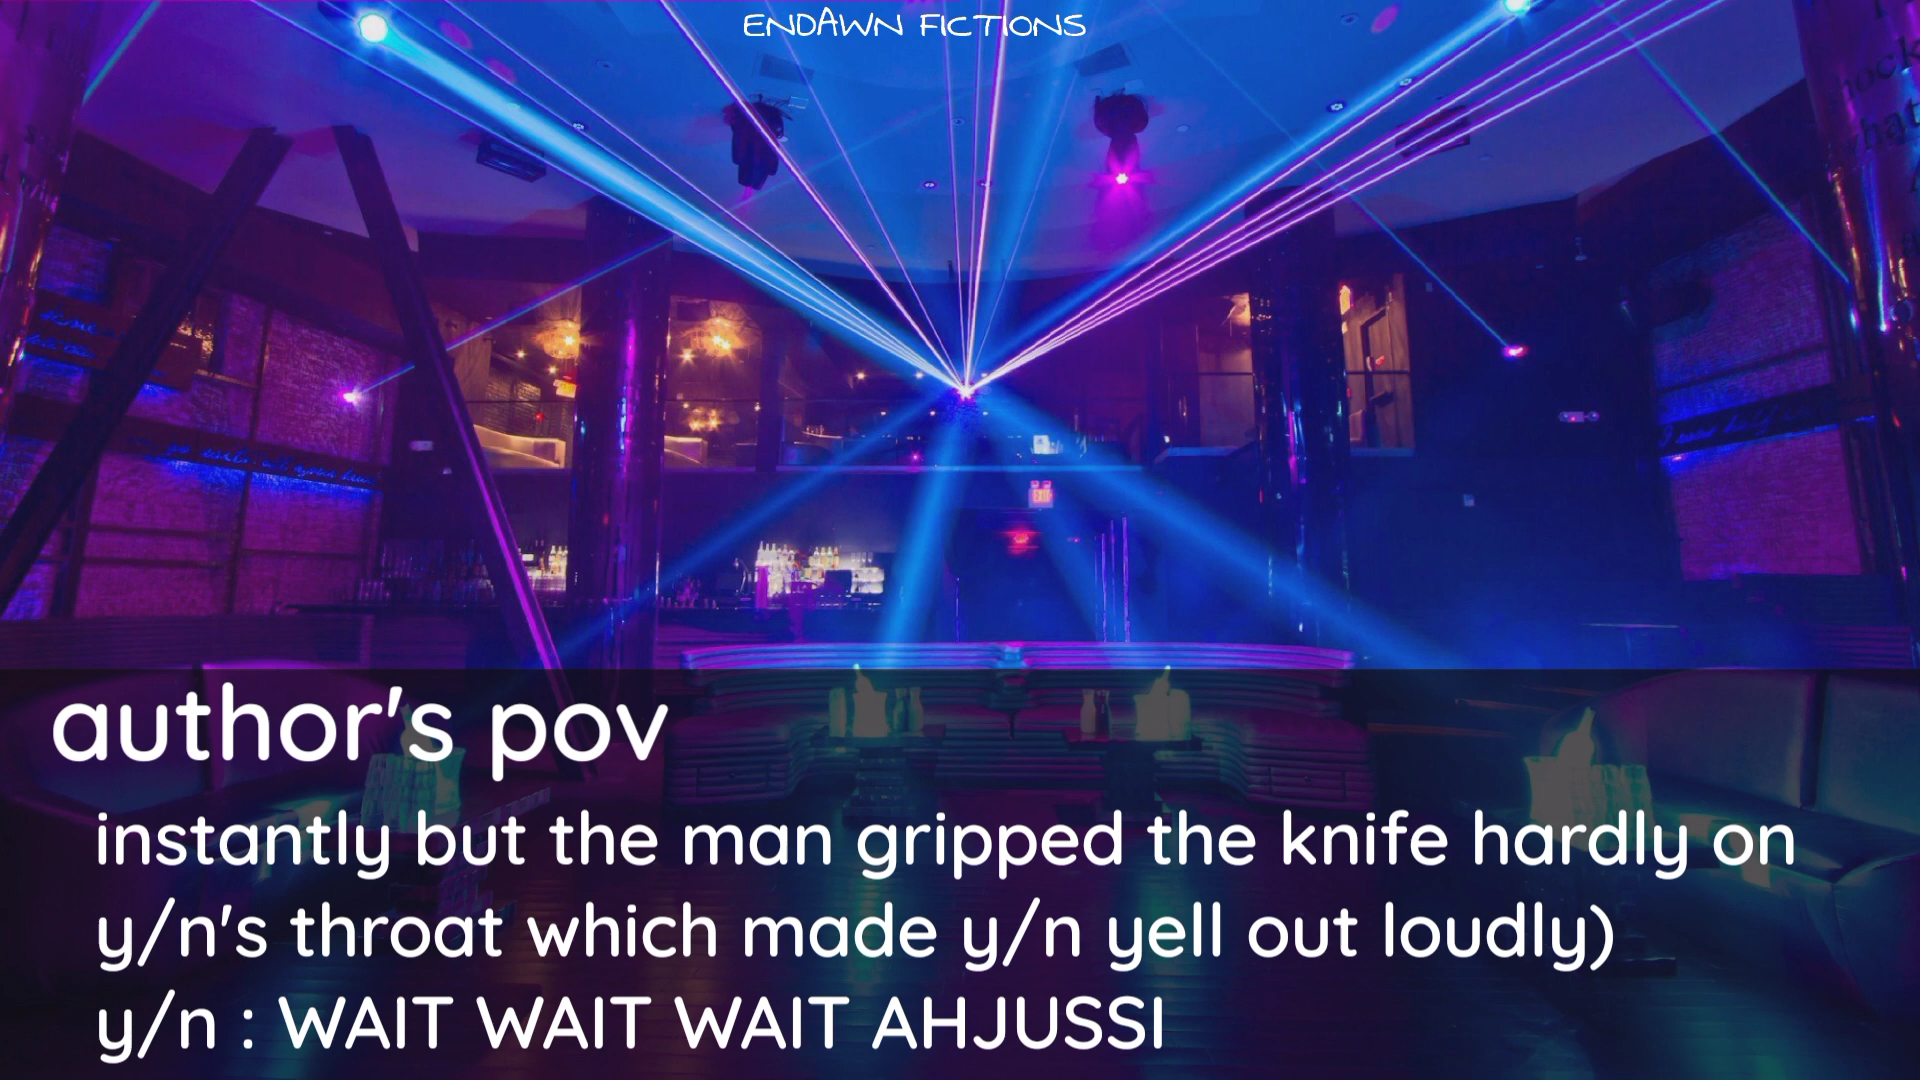 ENDAWN FICTIONS
author's pov
instantly but the man gripped the knife hardly on
y/n's throat which made y/n yell out loudly)
y/n : WAIT WAIT WAIT AHJUSSI